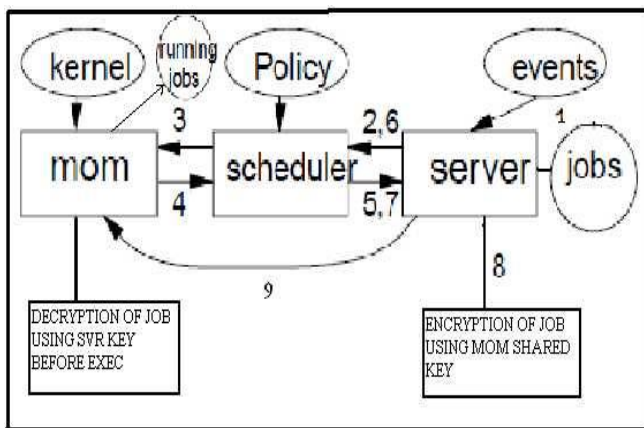 kernel
running
jobs
Policy
events
1
3
2,6
mom
scheduler
server
jobs
4
5,7
9
8
DECRYPTION OF JOB
USING SVR KEY
BEFORE EXEC
ENCRYPTION OF JOB
USING MOM SHARED
KEY